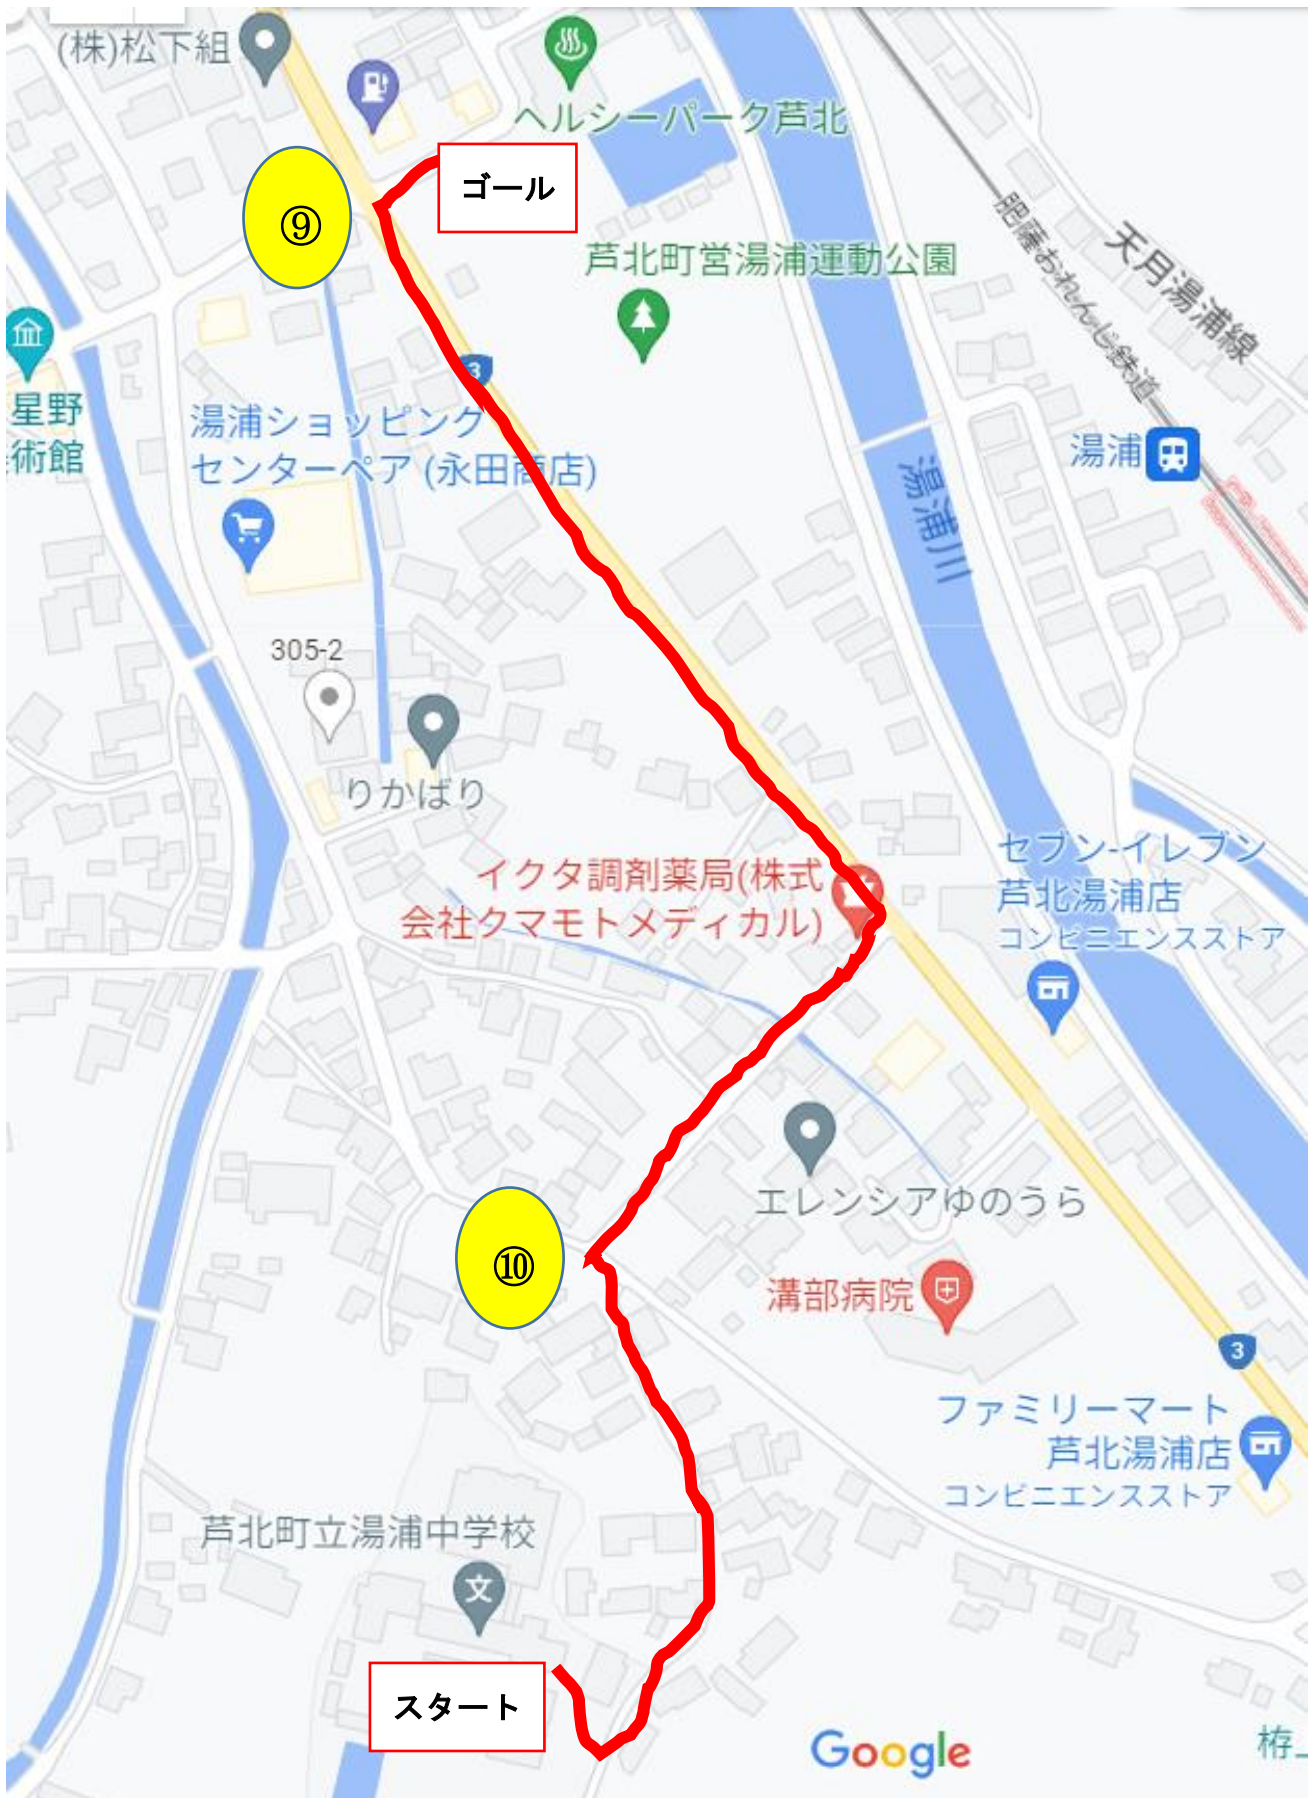 (株)松下組
ヘルシーパーク芦北
ゴール
⑨
芦北町営湯浦運動公園
天月湯浦線
肥薩おれんじ鉄道
3
星野
術館
湯浦ショッピング
センターペア (永田商店)
湯浦
湯浦川
305-2
りかばり
イクタ調剤薬局(株式
会社クマモトメディカル)
セブン-イレブン
芦北湯浦店
コンビニエンスストア
エレンシアゆのうら
⑩
溝部病院
3
ファミリーマート
芦北湯浦店
コンビニエンスストア
芦北町立湯浦中学校
文
スタート
Google